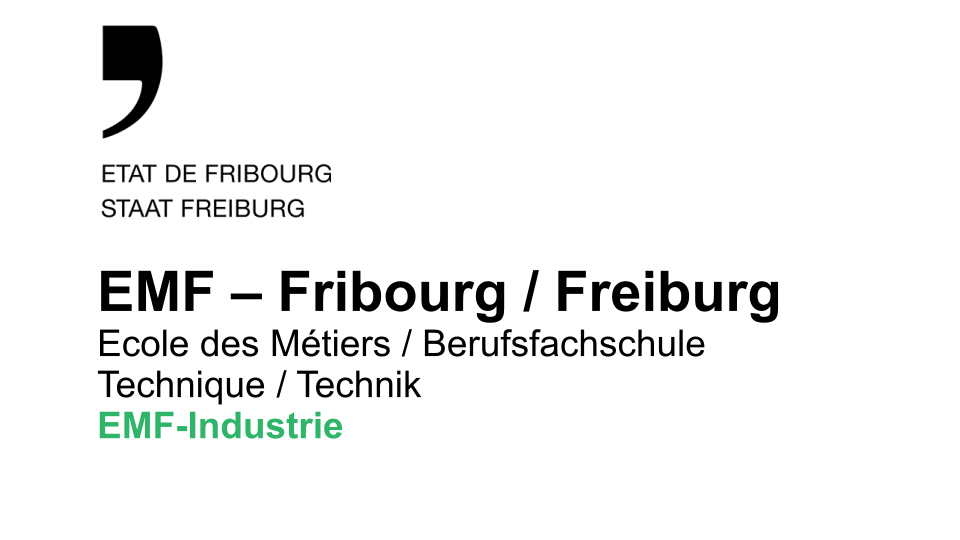 ETAT DE FRIBOURG
STAAT FREIBURG
EMF – Fribourg / Freiburg
Ecole des Métiers / Berufsfachschule
Technique / Technik
EMF-Industrie